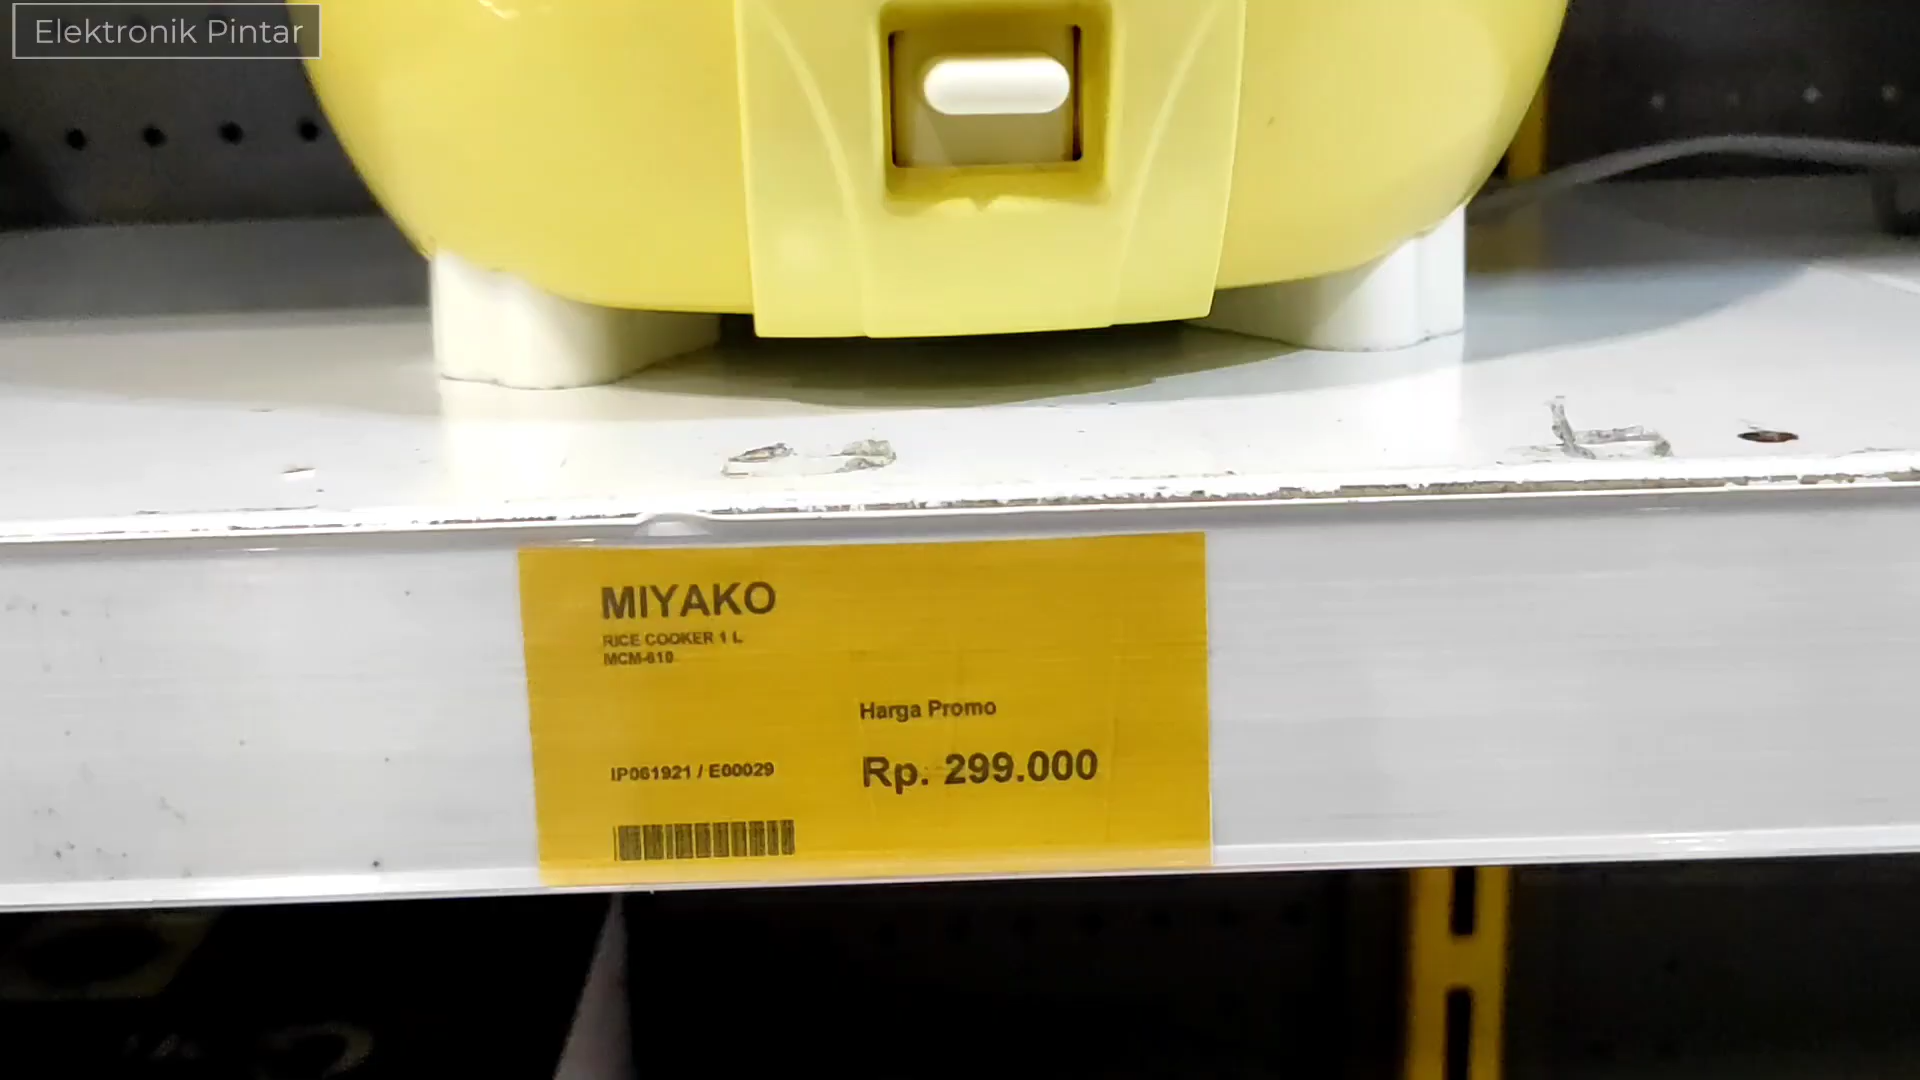 Elektronik Pintar
MIYAKO
RICE COOKER 1 L
MCM-610
Harga Promo
IP061921 / E00029
Rp. 299.000